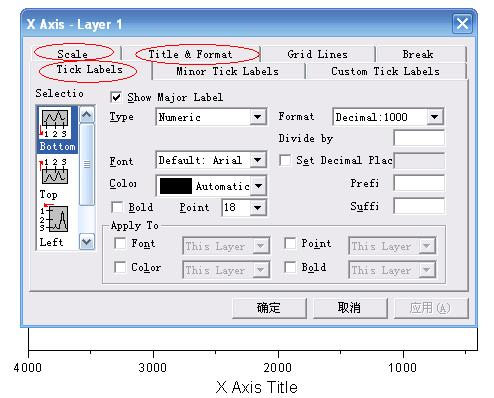 X Axis - Layer 1
Scale Title & Format Grid Lines Break
Tick Labels Minor Tick Labels Custom Tick Labels
Selectio
Show Major Label
Type Numeric Format Decimal:1000
Divide by
Font Default: Arial Set Decimal Plac
Color Automatic Prefi
Bold Point 18 Suffi
Bottom
Top
Left
1 2 3
1 2 3
1
2
3
Apply To
Font This Layer Point This Layer
Color This Layer Bold This Layer
确定 取消 应用(A)
4000 3000 2000 1000
X Axis Title